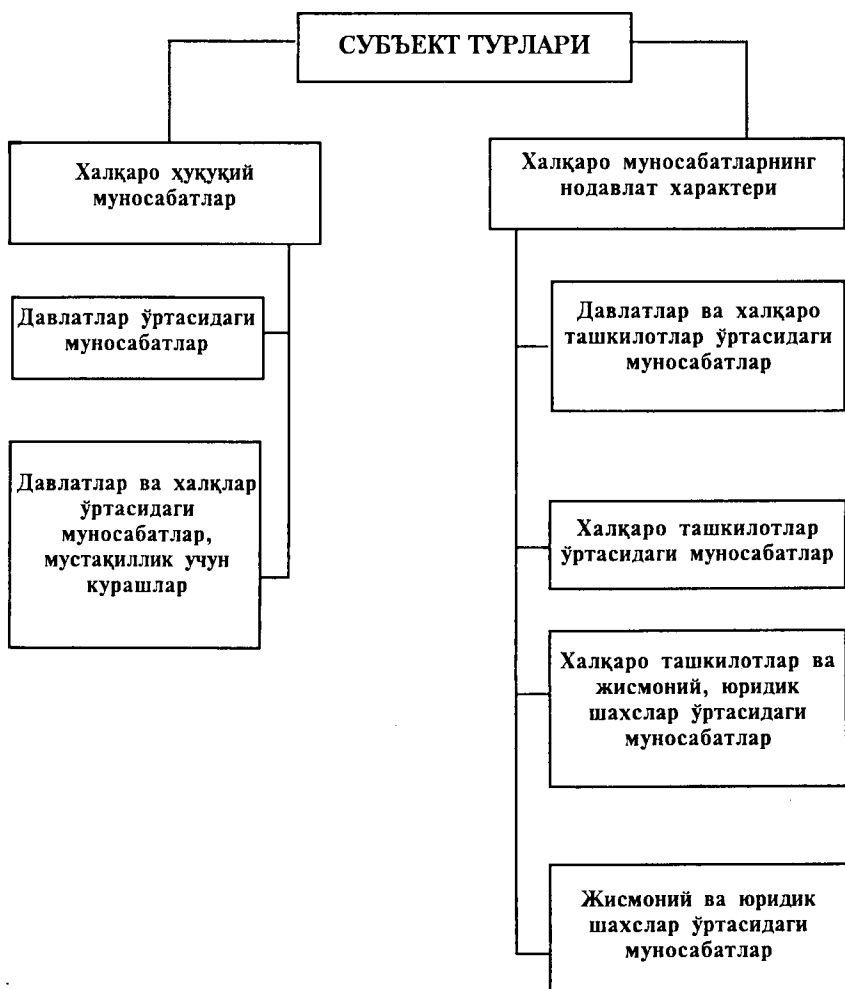 СУБЪЕКТ ТУРЛАРИ
Халқаро ҳуқуқий
муносабатлар
Давлатлар ўртасидаги
муносабатлар
Давлатлар ва халқлар
ўртасидаги
муносабатлар,
мустақиллик учун
курашлар
Халқаро муносабатларнинг
нодавлат характери
Давлатлар ва халқаро
ташкилотлар ўртасидаги
муносабатлар
Халқаро ташкилотлар
ўртасидаги муносабатлар
Халқаро ташкилотлар ва
жисмоний, юридик
шахслар ўртасидаги
муносабатлар
Жисмоний ва юридик
шахслар ўртасидаги
муносабатлар